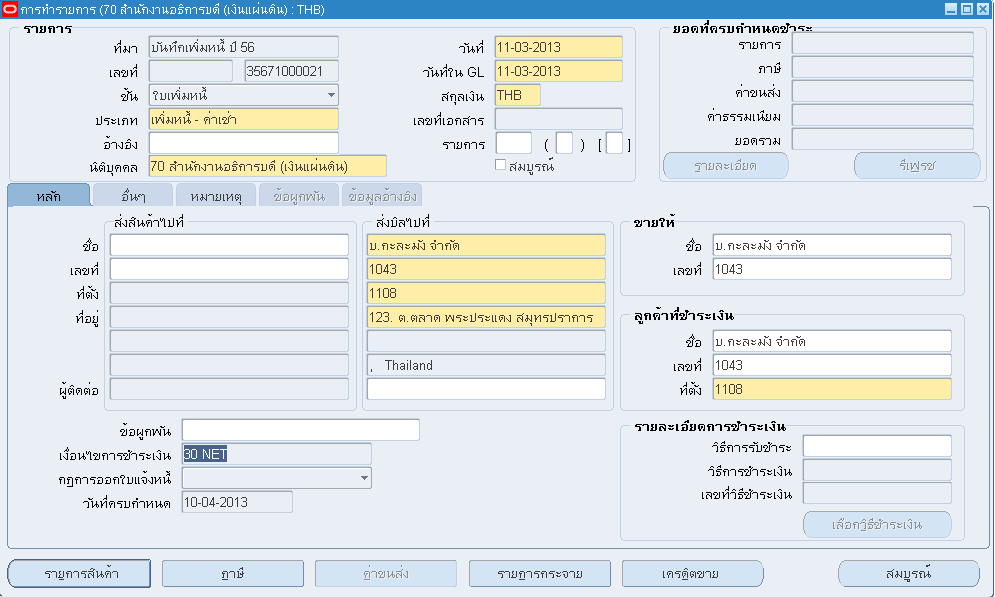 การทำรายการ (70 สำนักงานอธิการบดี (เงินแผ่นดิน) : THB)
รายการ
ที่มา บันทึกเพิ่มหนี้ ปี 56
เลขที่ 35671000021
ชั้น ใบเพิ่มหนี้
ประเภท เพิ่มหนี้ - ค่าเช่า
อ้างอิง
นิติบุคคล 70 สำนักงานอธิการบดี (เงินแผ่นดิน)
วันที่ 11-03-2013
วันที่ใน GL 11-03-2013
สกุลเงิน THB
เลขที่เอกสาร
รายการ ( ) [ ]
สมบูรณ์
ยอดที่ครบกำหนดชำระ
รายการ
ภาษี
ค่าขนส่ง
ค่าธรรมเนียม
ยอดรวม
รายละเอียด รีเฟรช
หลัก อื่นๆ หมายเหตุ ข้อผูกพัน ข้อมูลอ้างอิง
ส่งสินค้าไปที่
ชื่อ
เลขที่
ที่ตั้ง
ที่อยู่
ผู้ติดต่อ
ส่งบิลไปที่
บ.กะละมัง จำกัด
1043
1108
123. ต.ตลาด พระประแดง สมุทรปราการ
, Thailand
ขายให้
ชื่อ บ.กะละมัง จำกัด
เลขที่ 1043
ลูกค้าที่ชำระเงิน
ชื่อ บ.กะละมัง จำกัด
เลขที่ 1043
ที่ตั้ง 1108
ข้อผูกพัน
เงื่อนไขการชำระเงิน 30 NET
กฎการออกใบแจ้งหนี้
วันที่ครบกำหนด 10-04-2013
รายละเอียดการชำระเงิน
วิธีการรับชำระ
วิธีการชำระเงิน
เลขที่วิธีชำระเงิน
เลือกวิธีชำระเงิน
รายการสินค้า ภาษี ค่าขนส่ง รายการกระจาย เครดิตขาย สมบูรณ์